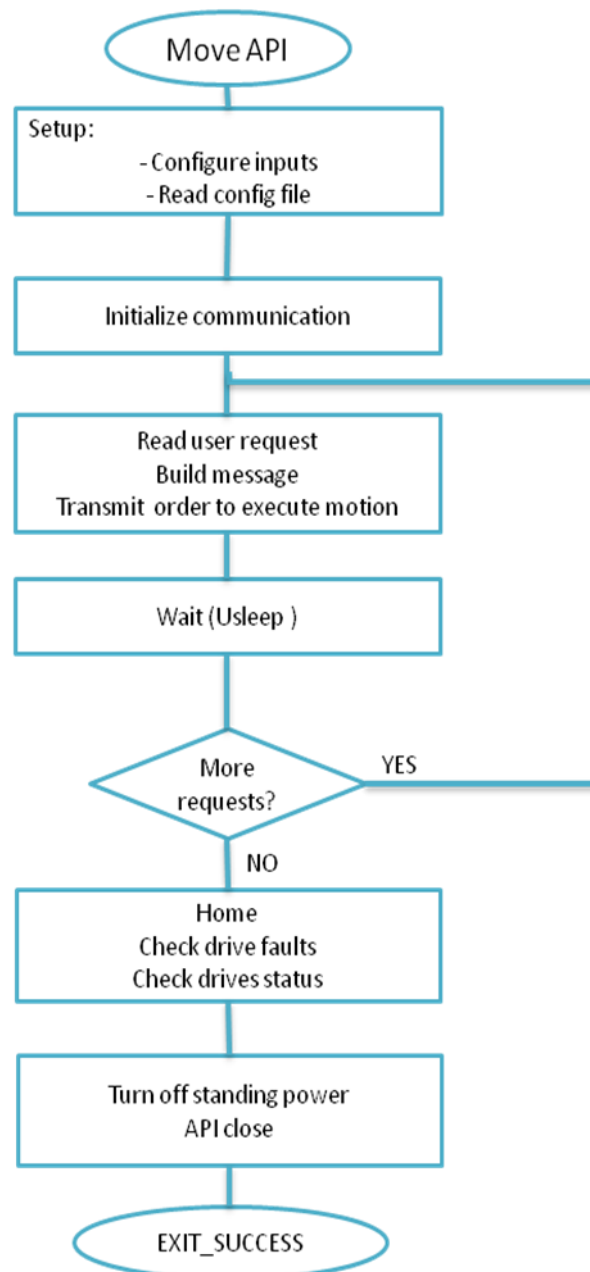 Move API
Setup:
- Configure inputs
- Read config file
Initialize communication
Read user request
Build message
Transmit order to execute motion
Wait (Usleep )
More
requests?
YES
NO
Home
Check drive faults
Check drives status
Turn off standing power
API close
EXIT_SUCCESS